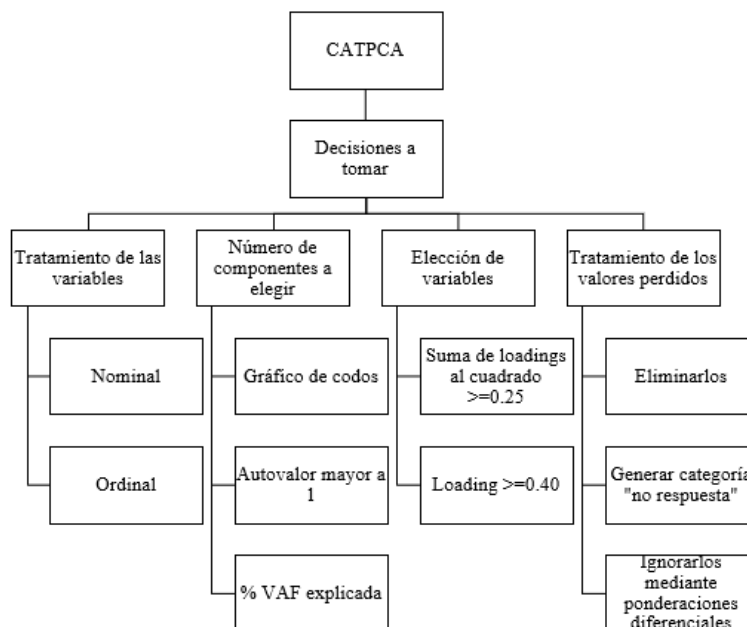 CATPCA
Decisiones a
tomar
Tratamiento de las
variables
Nominal
Ordinal
Número de
componentes a
elegir
Gráfico de codos
Autovalor mayor a
1
% VAF explicada
Elección de
variables
Suma de loadings
al cuadrado
>=0.25
Loading >=0.40
Tratamiento de los
valores perdidos
Eliminarlos
Generar categoría
"no respuesta"
Ignorarlos
mediante
ponderaciones
diferenciales